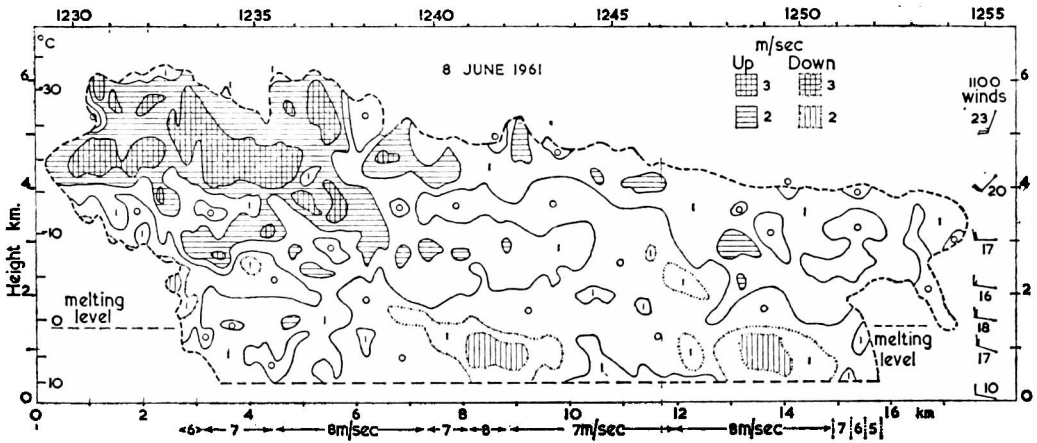 1230 1235 1240 1245 1250 1255
°C
8 JUNE 1961
m/sec
Up Down
3 3
2 2
6 -30 6
1100
winds
23
4 4
20
-10
17
Height km.
2 2
16
melting
level
0
18
melting
level
17
10
0 10 0
0 2 4 6 8 10 12 14 16 km
<6 7 8m/sec 7 8 7m/sec 8m/sec 7 6 5